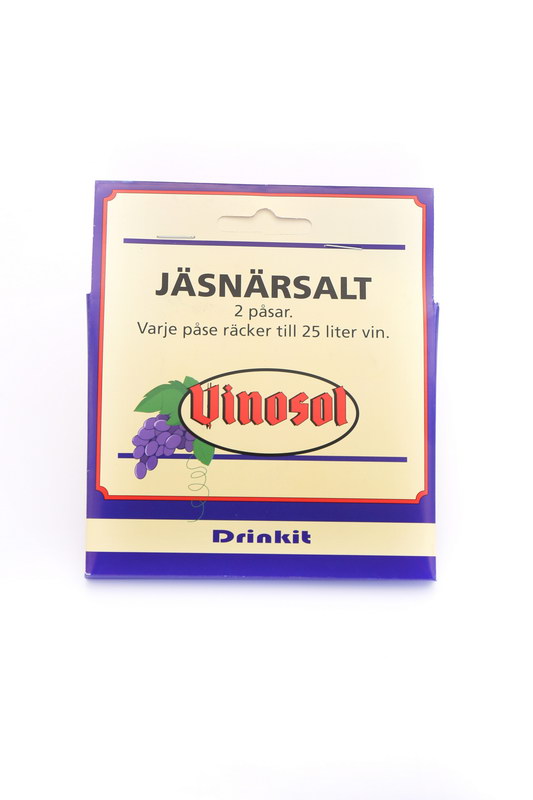 JÄSNÄRSALT
2 påsar.
Varje påse räcker till 25 liter vin.
Vinosol
Drinkit